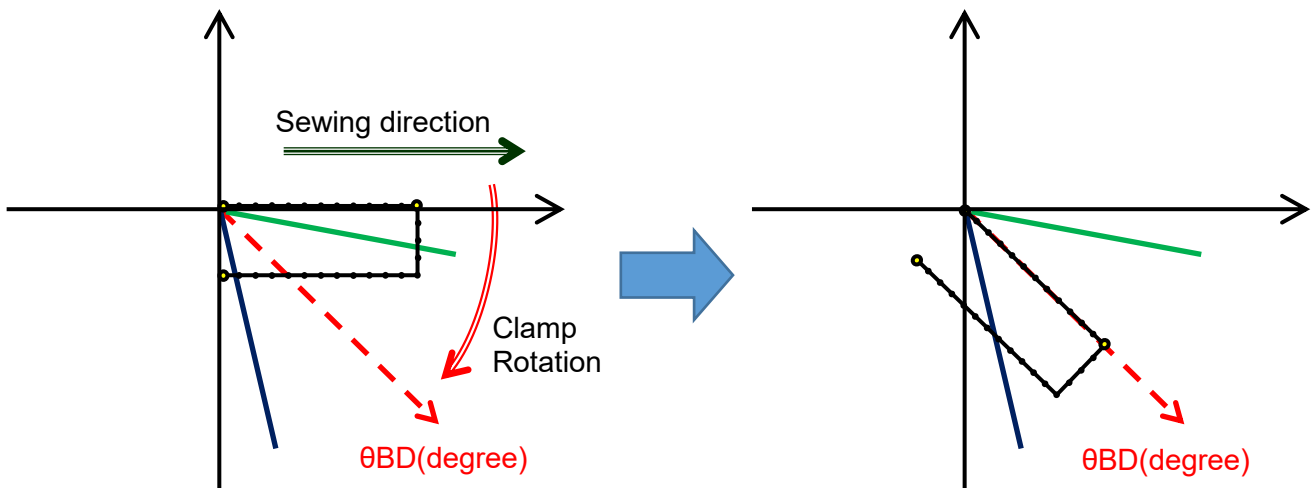 Sewing direction
Clamp
Rotation
θBD(degree)
θBD(degree)